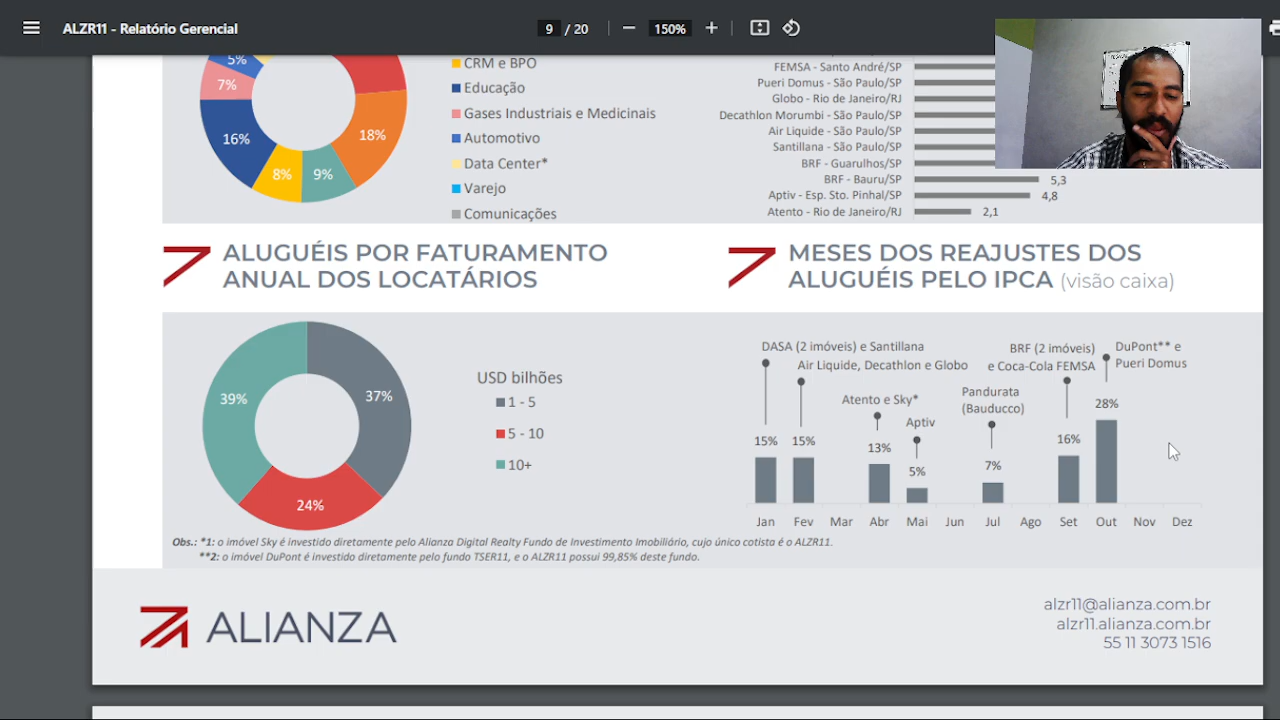 ALZR11 - Relatório Gerencial
9 / 20
150%
5%
7%
16%
8%
9%
18%
CRM e BPO
Educação
Gases Industriais e Medicinais
Automotivo
Data Center*
Varejo
Comunicações
FEMSA - Santo André/SP
Pueri Domus - São Paulo/SP
Globo - Rio de Janeiro/RJ
Decathlon Morumbi - São Paulo/SP
Air Liquide - São Paulo/SP
Santillana - São Paulo/SP
BRF - Guarulhos/SP
BRF - Bauru/SP 5,3
Aptiv - Esp. Sto. Pinhal/SP 4,8
Atento - Rio de Janeiro/RJ 2,1
ALUGUÉIS POR FATURAMENTO
ANUAL DOS LOCATÁRIOS
39%
37%
24%
USD bilhões
1 - 5
5 - 10
10+
MESES DOS REAJUSTES DOS
ALUGUÉIS PELO IPCA (visão caixa)
DASA (2 imóveis) e Santillana
Air Liquide, Decathlon e Globo
Atento e Sky*
Aptiv
Pandurata
(Bauducco)
BRF (2 imóveis)
e Coca-Cola FEMSA
DuPont** e
Pueri Domus
15% 15% 13% 5% 7% 16% 28%
Jan Fev Mar Abr Mai Jun Jul Ago Set Out Nov Dez
Obs.: *1: o imóvel Sky é investido diretamente pelo Alianza Digital Realty Fundo de Investimento Imobiliário, cujo único cotista é o ALZR11.
**2: o imóvel DuPont é investido diretamente pelo fundo TSER11, e o ALZR11 possui 99,85% deste fundo.
ALIANZA
alzr11@alianza.com.br
alzr11.alianza.com.br
55 11 3073 1516